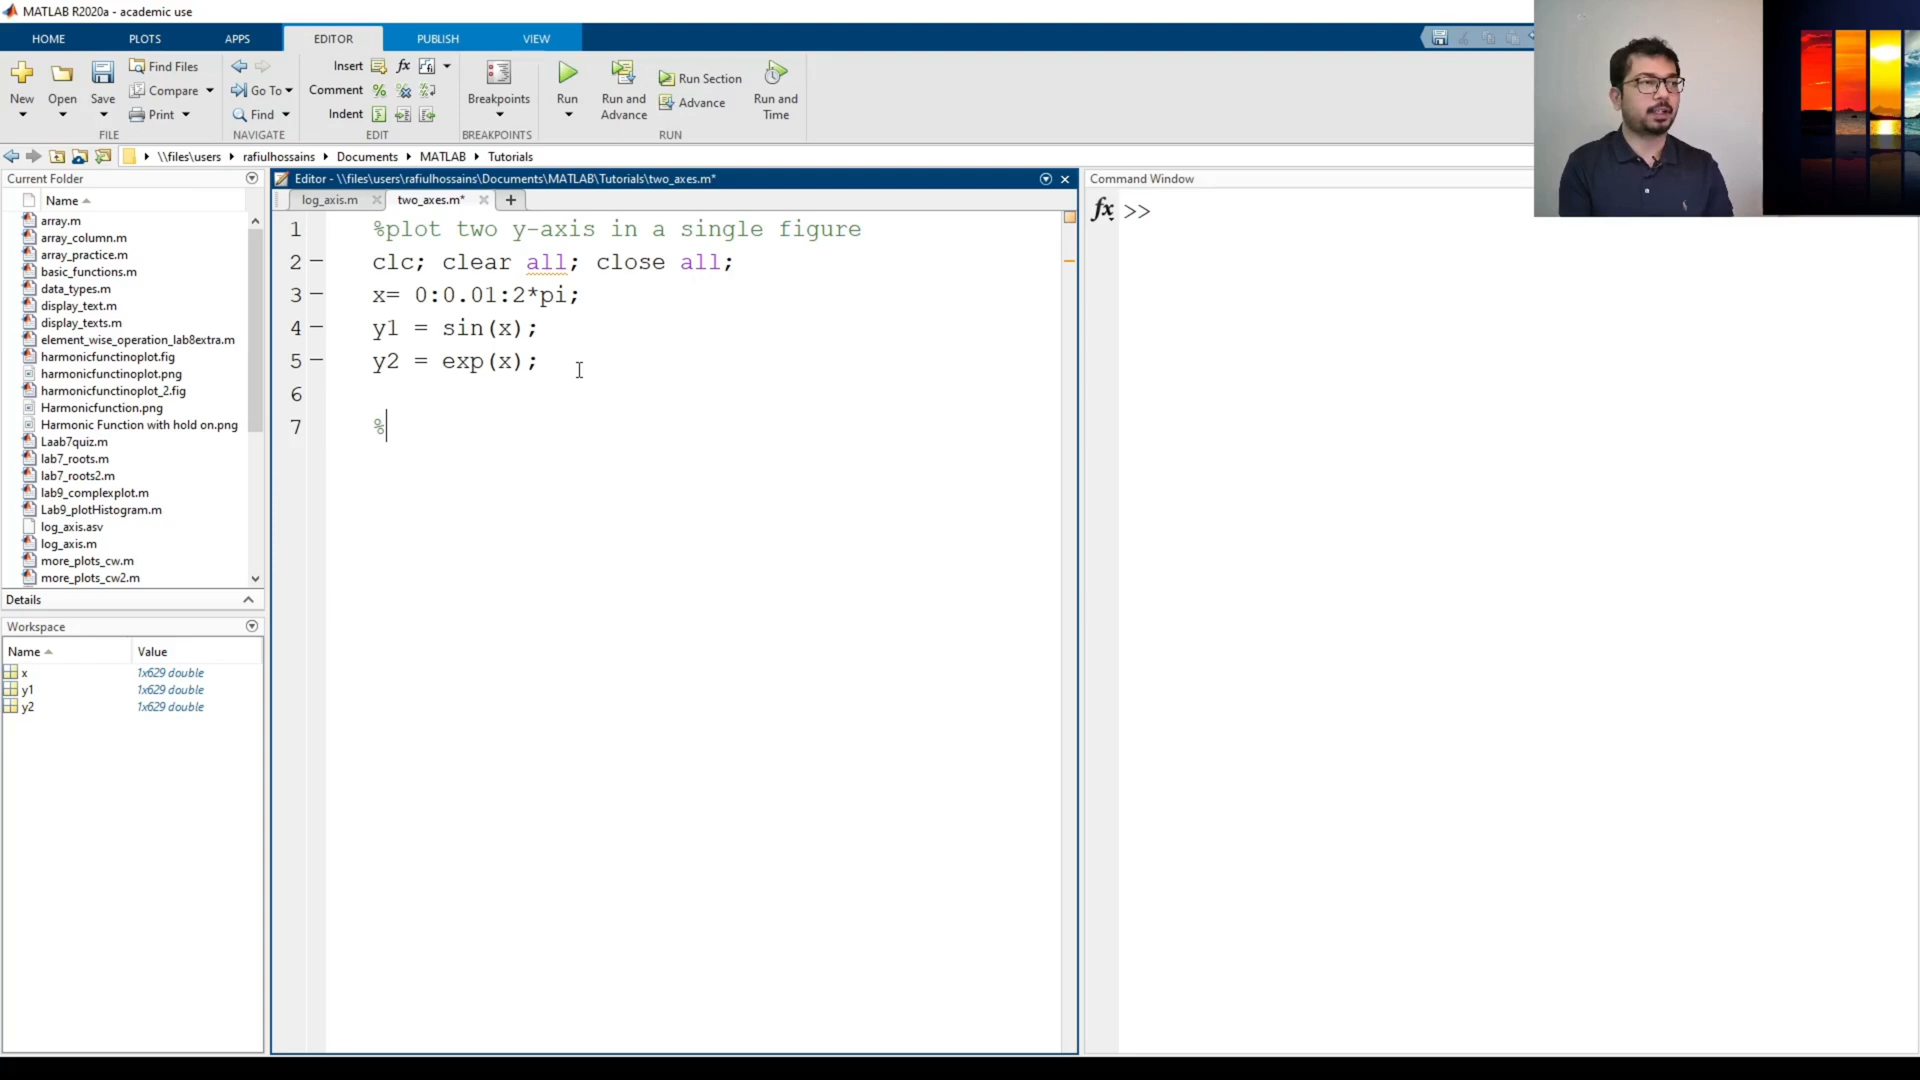 MATLAB R2020a - academic use
HOME PLOTS APPS EDITOR PUBLISH VIEW
New Open Save Find Files Compare Print
FILE
Go To Find
NAVIGATE
Insert fx
Comment %
Indent
EDIT
Breakpoints
BREAKPOINTS
Run Run and Advance Run Section Advance Run and Time
RUN
\\files\users rafiulhossains Documents MATLAB Tutorials
Current Folder
Name
array.m
array_column.m
array_practice.m
basic_functions.m
data_types.m
display_text.m
display_texts.m
element_wise_operation_lab8extra.m
harmonicfunctinoplot.fig
harmonicfunctinoplot.png
harmonicfunctinoplot_2.fig
Harmonicfunction.png
Harmonic Function with hold on.png
Laab7quiz.m
lab7_roots.m
lab7_roots2.m
lab9_complexplot.m
Lab9_plotHistogram.m
log_axis.asv
log_axis.m
more_plots_cw.m
more_plots_cw2.m
Details
Workspace
Name Value
x 1x629 double
y1 1x629 double
y2 1x629 double
Editor - \\files\users\rafiulhossains\Documents\MATLAB\Tutorials\two_axes.m*
log_axis.m two_axes.m* +
1 %plot two y-axis in a single figure
2 clc; clear all; close all;
3 x= 0:0.01:2*pi;
4 y1 = sin(x);
5 y2 = exp(x);
6
7 %
Command Window
fx >>